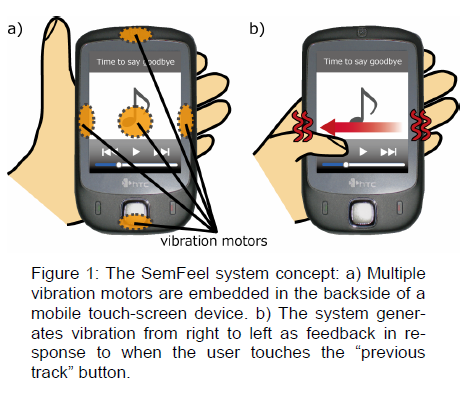 a)
b)
Time to say goodbye
Time to say goodbye
hTC
hTC
vibration motors
Figure 1: The SemFeel system concept: a) Multiple
vibration motors are embedded in the backside of a
mobile touch-screen device. b) The system gener-
ates vibration from right to left as feedback in re-
sponse to when the user touches the “previous
track” button.